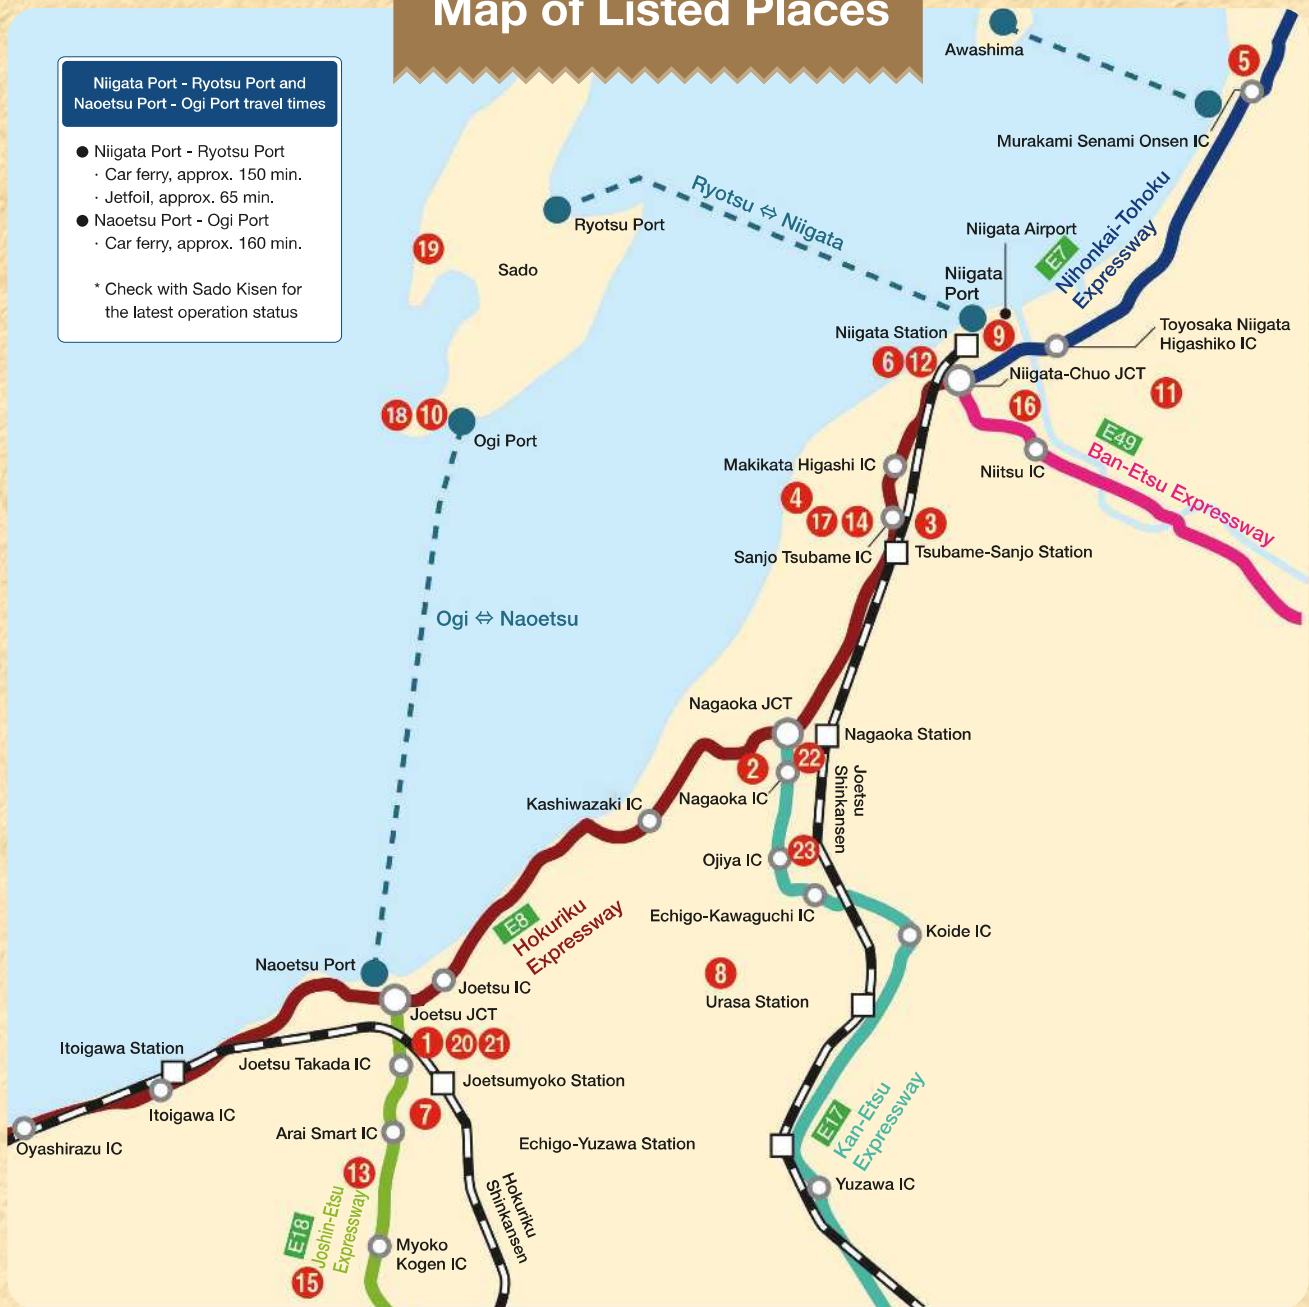 Map of Listed Places
Niigata Port - Ryotsu Port and
Naoetsu Port - Ogi Port travel times
● Niigata Port - Ryotsu Port
· Car ferry, approx. 150 min.
· Jetfoil, approx. 65 min.
● Naoetsu Port - Ogi Port
· Car ferry, approx. 160 min.
* Check with Sado Kisen for
the latest operation status
Awashima
5
Murakami Senami Onsen IC
Ryotsu Port
Ryotsu ⇔ Niigata
19
Sado
Niigata Airport
E7
Nihonkai-Tohoku
Expressway
Niigata
Port
Niigata Station
9
Toyosaka Niigata
Higashiko IC
6
12
Niigata-Chuo JCT
11
16
18
10
Ogi Port
E49
Ban-Etsu Expressway
Makikata Higashi IC
Niitsu IC
4
17
14
3
Sanjo Tsubame IC
Tsubame-Sanjo Station
Ogi ⇔ Naoetsu
Nagaoka JCT
Nagaoka Station
2
22
Nagaoka IC
Joetsu
Shinkansen
Kashiwazaki IC
Ojiya IC
23
Echigo-Kawaguchi IC
Koide IC
E8
Hokuriku
Expressway
Naoetsu Port
Joetsu IC
8
Urasa Station
Joetsu JCT
1
20
21
Itoigawa Station
Joetsu Takada IC
Joetsumyoko Station
Itoigawa IC
7
Oyashirazu IC
Arai Smart IC
Echigo-Yuzawa Station
E17
Kan-Etsu
Expressway
13
Yuzawa IC
E18
Joshin-Etsu
Expressway
Hokuriku
Shinkansen
Myoko
Kogen IC
15